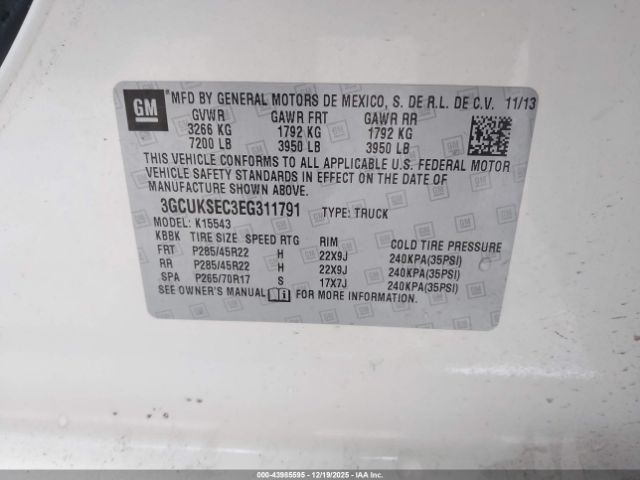 GM
MFD BY GENERAL MOTORS DE MEXICO, S. DE R.L. DE C.V. 11/13
GVWR GAWR FRT GAWR RR
3266 KG 1792 KG 1792 KG
7200 LB 3950 LB 3950 LB
THIS VEHICLE CONFORMS TO ALL APPLICABLE U.S. FEDERAL MOTOR
VEHICLE SAFETY STANDARDS IN EFFECT ON THE DATE OF
MANUFACTURE SHOWN ABOVE.
3GCUKSEC3EG311791 TYPE: TRUCK
MODEL: K15543
KBBK TIRE SIZE SPEED RTG RIM COLD TIRE PRESSURE
FRT P285/45R22 H 22X9J 240KPA(35PSI)
RR P285/45R22 H 22X9J 240KPA(35PSI)
SPA P265/70R17 S 17X7J 240KPA(35PSI)
SEE OWNER'S MANUAL FOR MORE INFORMATION.
000-43985595 12/19/2025 IAAI.COM